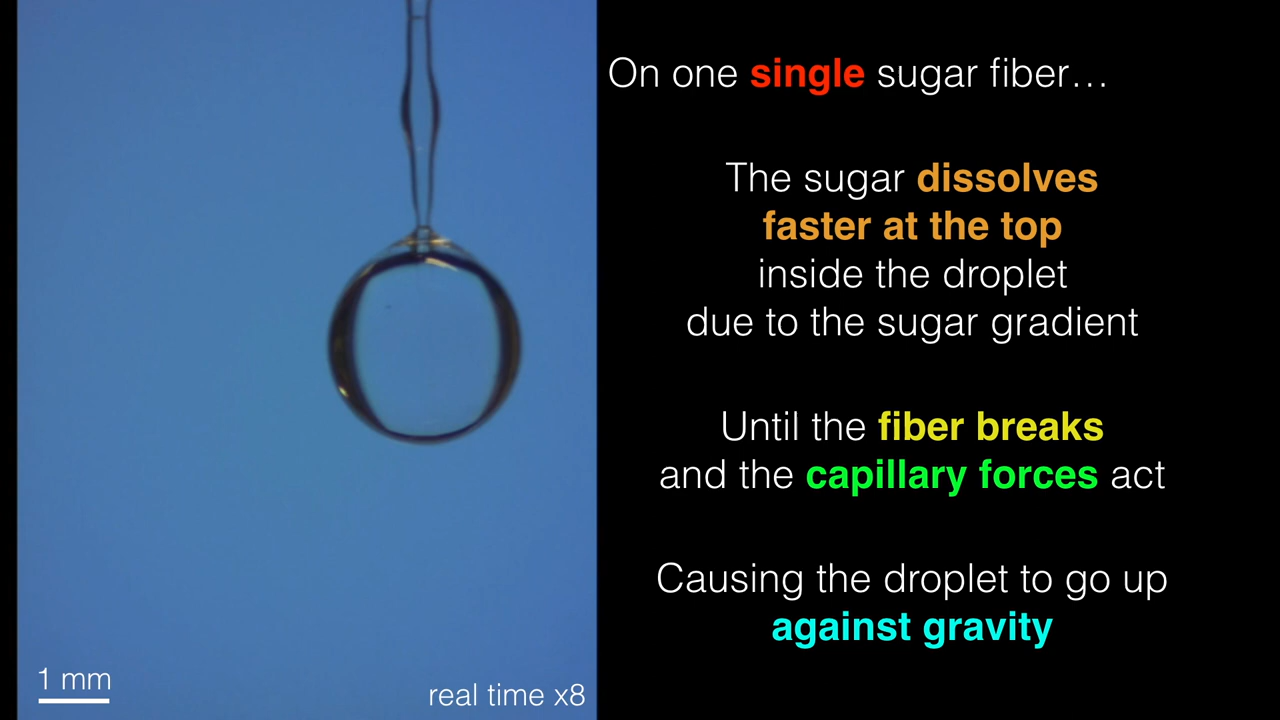 On one single sugar fiber…
The sugar dissolves
faster at the top
inside the droplet
due to the sugar gradient
Until the fiber breaks
and the capillary forces act
Causing the droplet to go up
against gravity
1 mm
real time x8